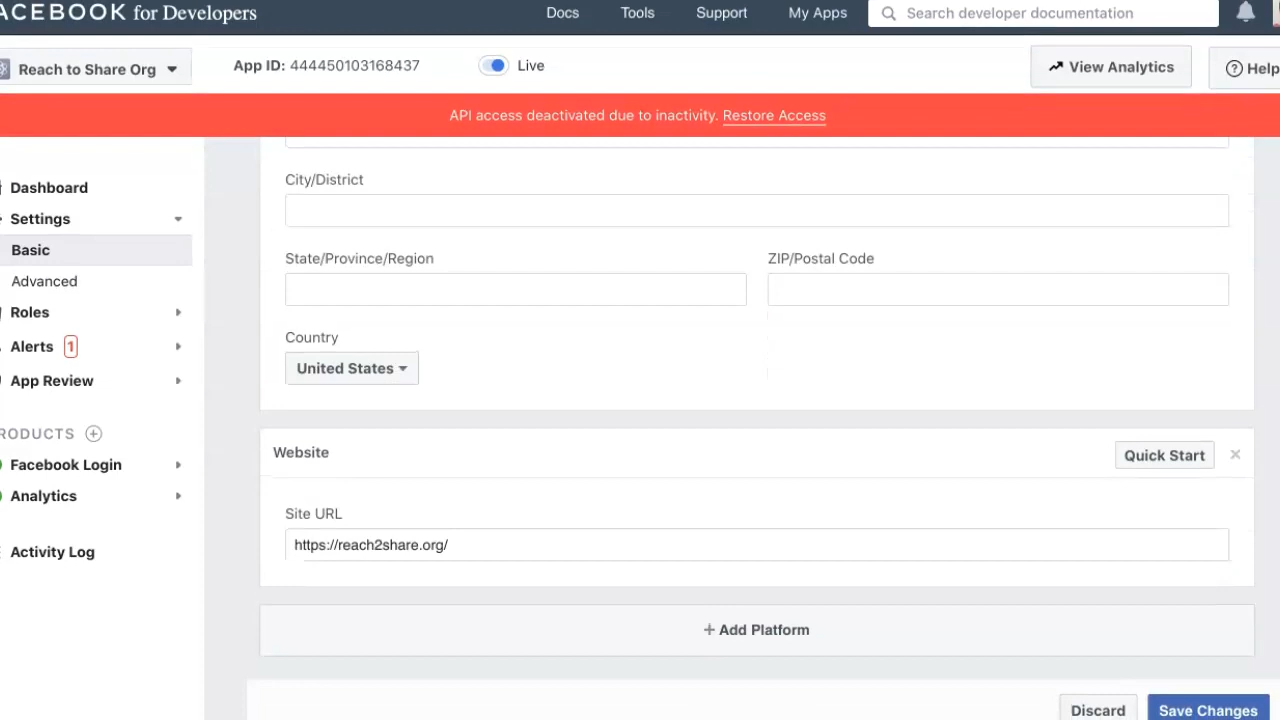 ACEBOOK for Developers Docs Tools Support My Apps Search developer documentation
Reach to Share Org App ID: 444450103168437 Live View Analytics Help
API access deactivated due to inactivity. Restore Access
Dashboard
Settings
Basic
Advanced
Roles
Alerts 1
App Review
RODUCTS
Facebook Login
Analytics
Activity Log
City/District
State/Province/Region ZIP/Postal Code
Country
United States
Website Quick Start
Site URL
https://reach2share.org/
+ Add Platform
Discard Save Changes